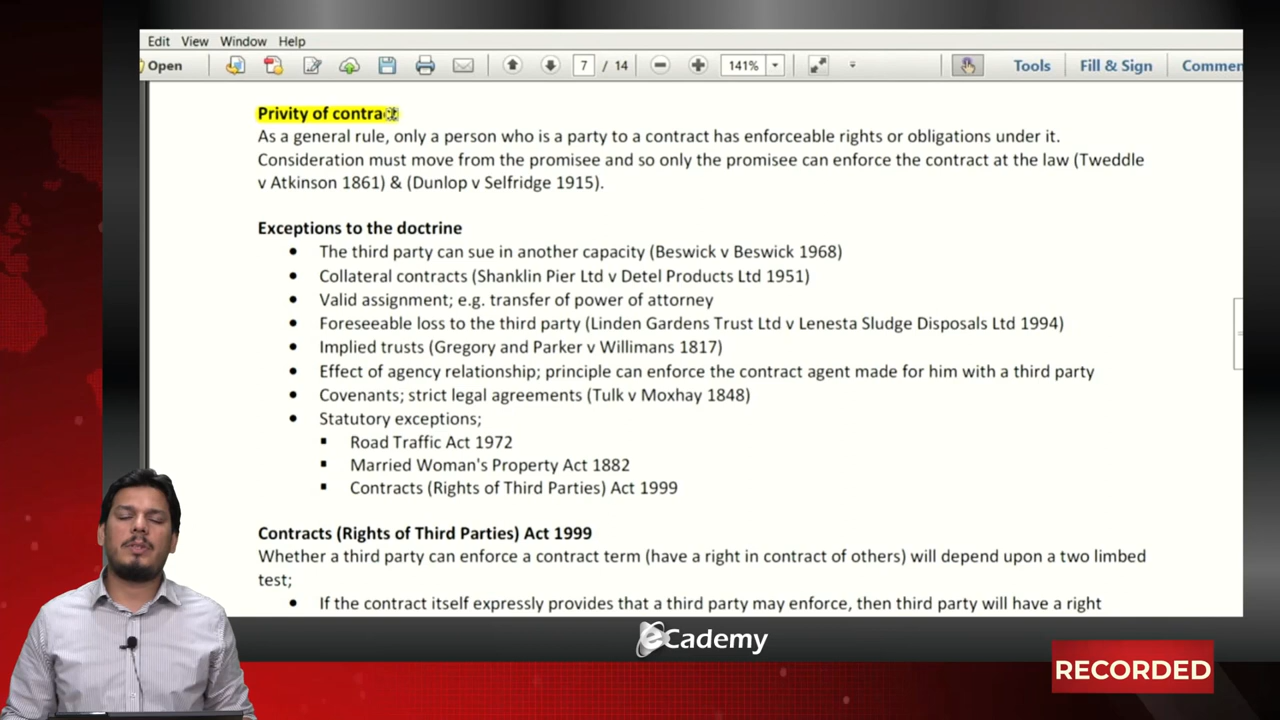 Edit View Window Help
Open 7 / 14 141% Tools Fill & Sign
Privity of contract
As a general rule, only a person who is a party to a contract has enforceable rights or obligations under it.
Consideration must move from the promisee and so only the promisee can enforce the contract at the law (Tweddle
v Atkinson 1861) & (Dunlop v Selfridge 1915).
Exceptions to the doctrine
• The third party can sue in another capacity (Beswick v Beswick 1968)
• Collateral contracts (Shanklin Pier Ltd v Detel Products Ltd 1951)
• Valid assignment; e.g. transfer of power of attorney
• Foreseeable loss to the third party (Linden Gardens Trust Ltd v Lenesta Sludge Disposals Ltd 1994)
• Implied trusts (Gregory and Parker v Willimans 1817)
• Effect of agency relationship; principle can enforce the contract agent made for him with a third party
• Covenants; strict legal agreements (Tulk v Moxhay 1848)
• Statutory exceptions;
▪ Road Traffic Act 1972
▪ Married Woman's Property Act 1882
▪ Contracts (Rights of Third Parties) Act 1999
Contracts (Rights of Third Parties) Act 1999
Whether a third party can enforce a contract term (have a right in contract of others) will depend upon a two limbed
test;
• If the contract itself expressly provides that a third party may enforce, then third party will have a right
eCademy
RECORDED